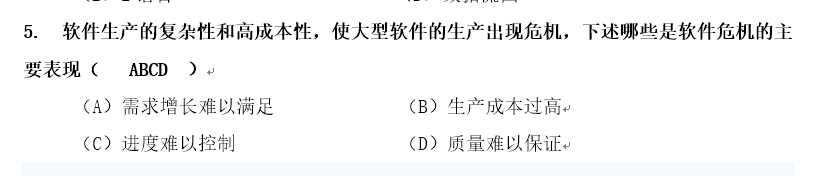 5. 软件生产的复杂性和高成本性，使大型软件的生产出现危机，下述哪些是软件危机的主
要表现（ ABCD ）
（A）需求增长难以满足 （B）生产成本过高
（C）进度难以控制 （D）质量难以保证